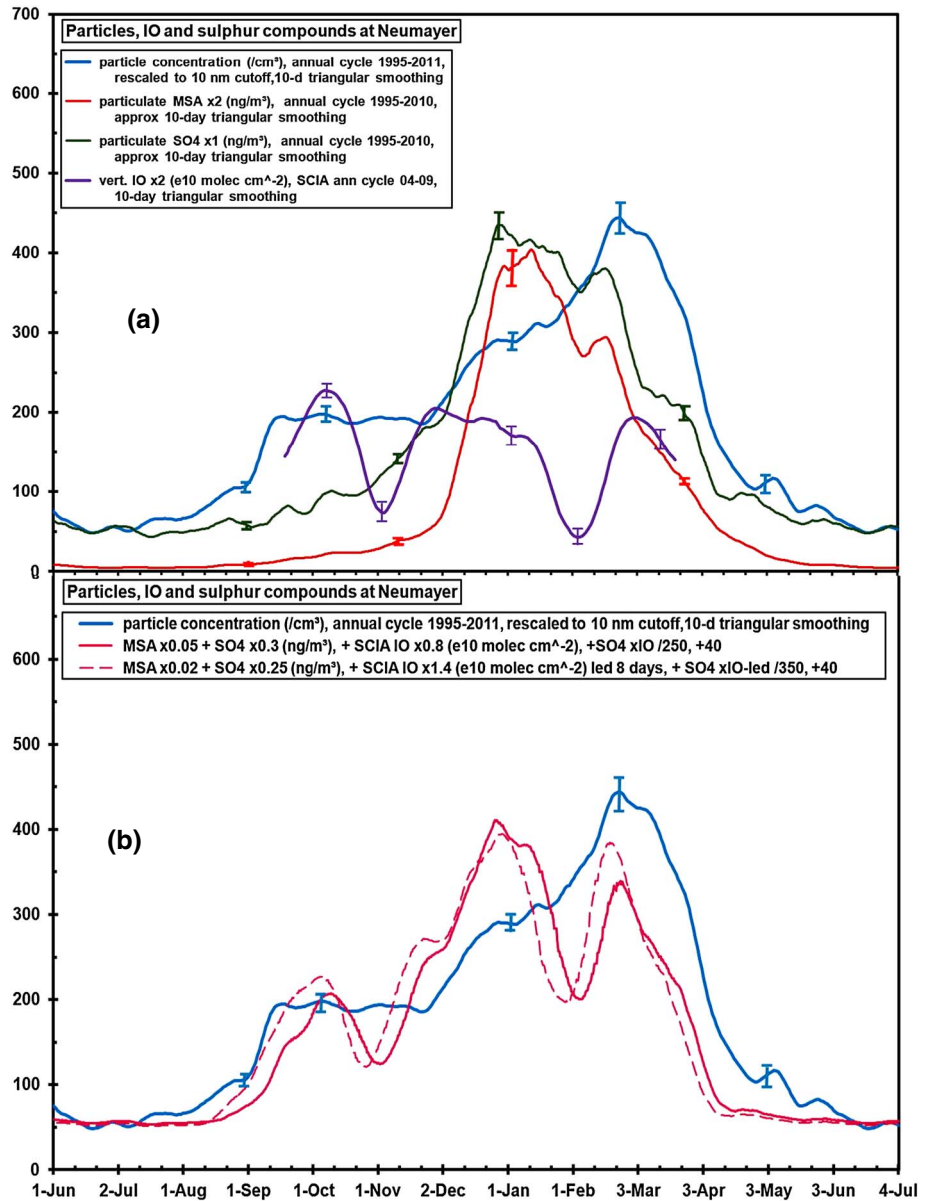 700
Particles, IO and sulphur compounds at Neumayer
particle concentration (/cm³), annual cycle 1995-2011,
rescaled to 10 nm cutoff,10-d triangular smoothing
600
particulate MSA x2 (ng/m³), annual cycle 1995-2010,
approx 10-day triangular smoothing
particulate SO4 x1 (ng/m³), annual cycle 1995-2010,
approx 10-day triangular smoothing
500
vert. IO x2 (e10 molec cm^-2), SCIA ann cycle 04-09,
10-day triangular smoothing
400
(a)
300
200
100
0
Particles, IO and sulphur compounds at Neumayer
particle concentration (/cm³), annual cycle 1995-2011, rescaled to 10 nm cutoff,10-d triangular smoothing
MSA x0.05 + SO4 x0.3 (ng/m³), + SCIA IO x0.8 (e10 molec cm^-2), +SO4 xIO /250, +40
600
MSA x0.02 + SO4 x0.25 (ng/m³), + SCIA IO x1.4 (e10 molec cm^-2) led 8 days, + SO4 xIO-led /350, +40
500
400
(b)
300
200
100
0
1-Jun 2-Jul 1-Aug 1-Sep 1-Oct 1-Nov 2-Dec 1-Jan 1-Feb 3-Mar 3-Apr 3-May 3-Jun 4-Jul